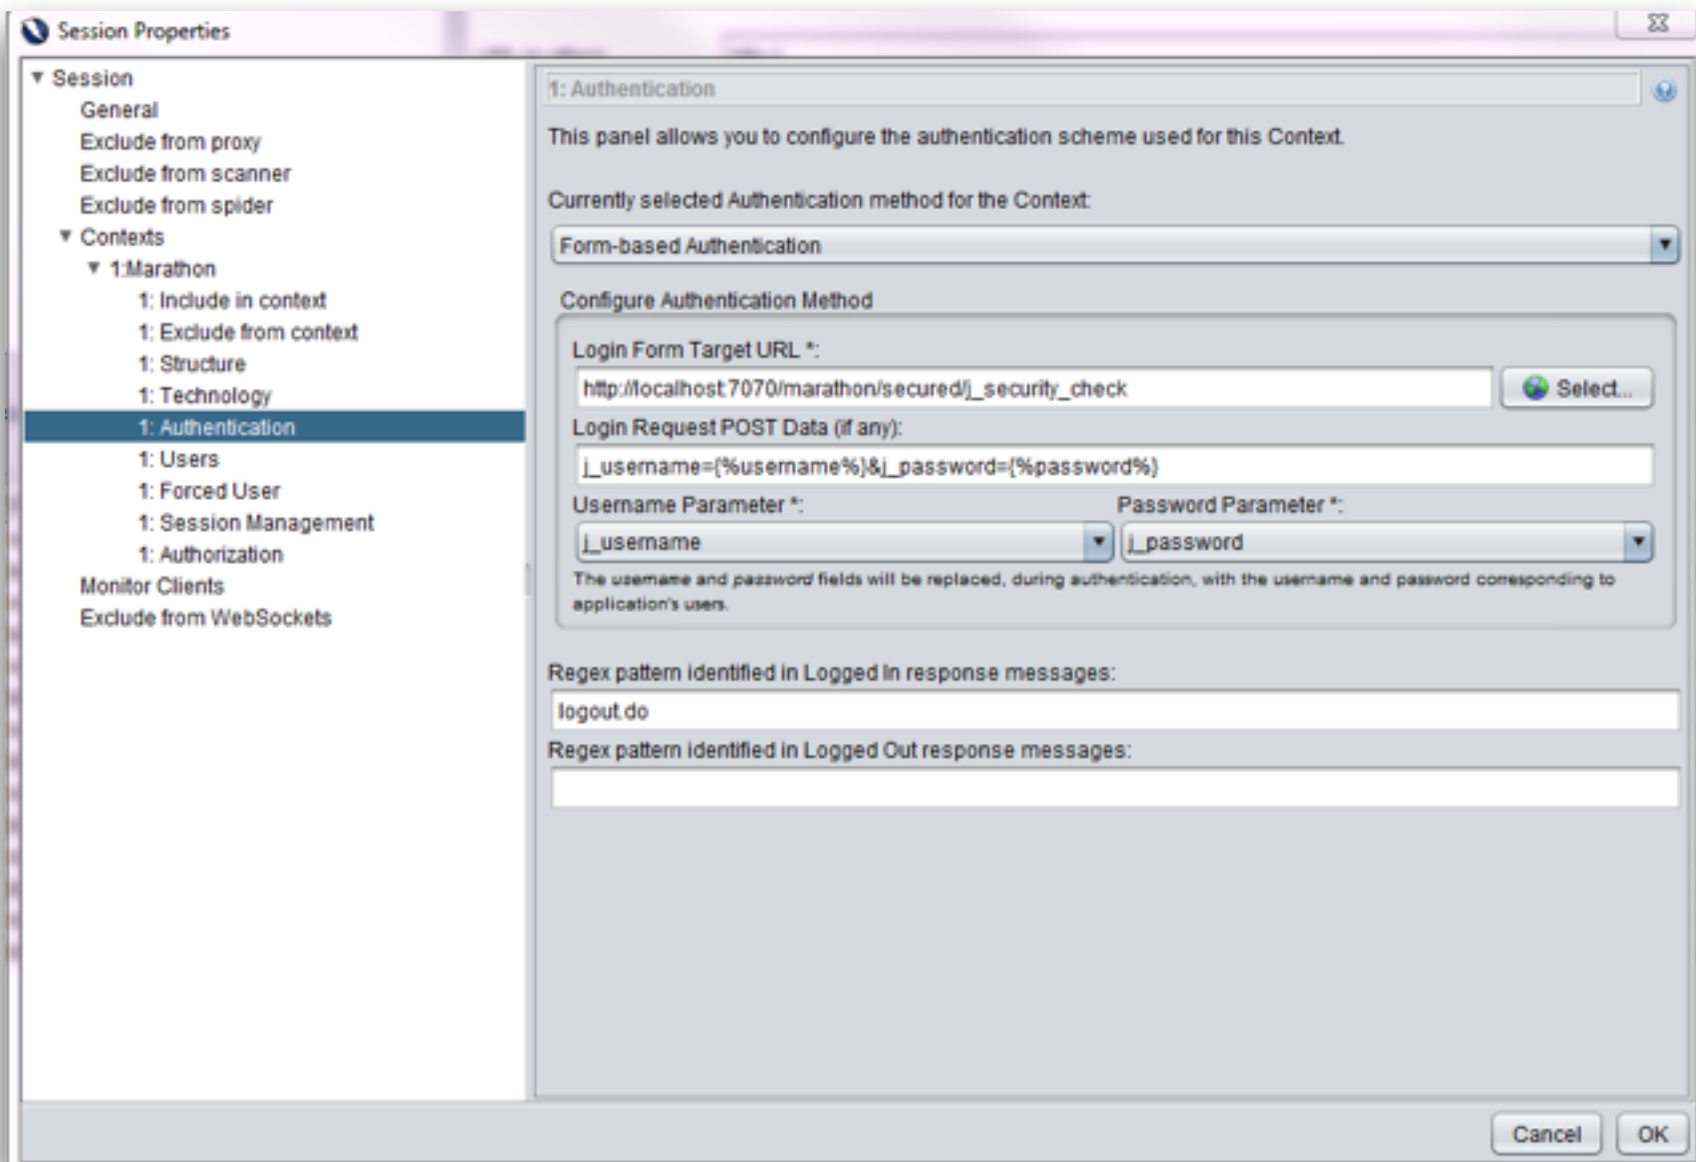 Session Properties
Session
General
Exclude from proxy
Exclude from scanner
Exclude from spider
Contexts
1:Marathon
1: Include in context
1: Exclude from context
1: Structure
1: Technology
1: Authentication
1: Users
1: Forced User
1: Session Management
1: Authorization
Monitor Clients
Exclude from WebSockets
1: Authentication
This panel allows you to configure the authentication scheme used for this Context.
Currently selected Authentication method for the Context:
Form-based Authentication
Configure Authentication Method
Login Form Target URL *:
http://localhost:7070/marathon/secured/j_security_check
Select...
Login Request POST Data (if any):
j_username={%username%}&j_password={%password%}
Username Parameter *:
Password Parameter *:
j_username
j_password
The username and password fields will be replaced, during authentication, with the username and password corresponding to
application's users.
Regex pattern identified in Logged In response messages:
logout.do
Regex pattern identified in Logged Out response messages:
Cancel
OK